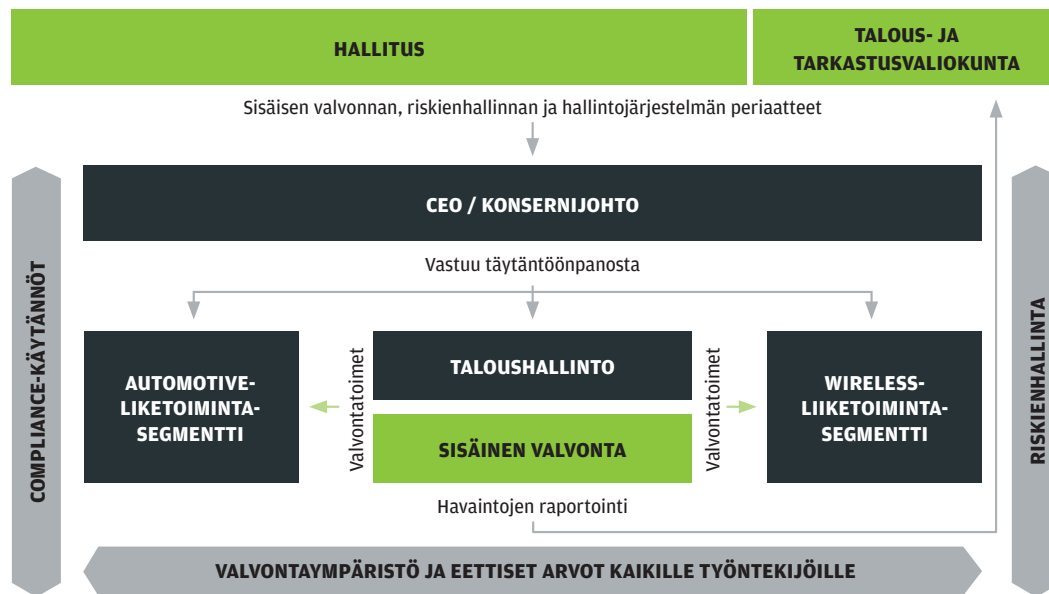 HALLITUS
TALOUS- JA
TARKASTUSVALIOKUNTA
Sisäisen valvonnan, riskienhallinnan ja hallintojärjestelmän periaatteet
CEO / KONSERNIJOHTO
Vastuu täytäntöönpanosta
COMPLIANCE-KÄYTÄNNÖT
AUTOMOTIVE-
LIKETOIMINTA-
SEGMENTTI
Valvontatoimet
TALOUSHALLINTO
SISÄINEN VALVONTA
Valvontatoimet
WIRELESS-
LIIKETOIMINTA-
SEGMENTTI
RISKIENHALLINTA
Havaintojen raportointi
VALVONTAYMPÄRISTÖ JA EETTISET ARVOT KAIKILLE TYÖNTEKIJÖILLE